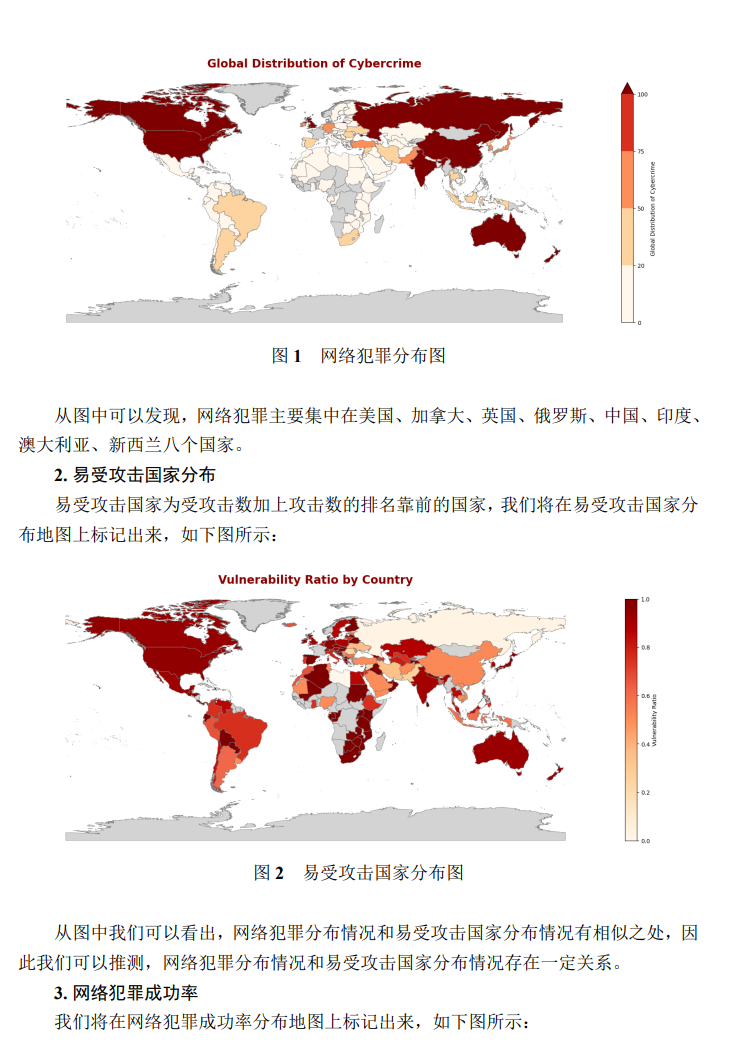 Global Distribution of Cybercrime
100
75
50
20
0
Global Distribution of Cybercrime
图 1 网络犯罪分布图
从图中可以发现，网络犯罪主要集中在美国、加拿大、英国、俄罗斯、中国、印度、
澳大利亚、新西兰八个国家。
2. 易受攻击国家分布
易受攻击国家为受攻击数加上攻击数的排名靠前的国家，我们将在易受攻击国家分
布地图上标记出来，如下图所示：
Vulnerability Ratio by Country
1.0
0.8
0.6
0.4
0.2
0.0
Vulnerability Ratio
图 2 易受攻击国家分布图
从图中我们可以看出，网络犯罪分布情况和易受攻击国家分布情况有相似之处，因
此我们可以推测，网络犯罪分布情况和易受攻击国家分布情况存在一定关系。
3. 网络犯罪成功率
我们将在网络犯罪成功率分布地图上标记出来，如下图所示：